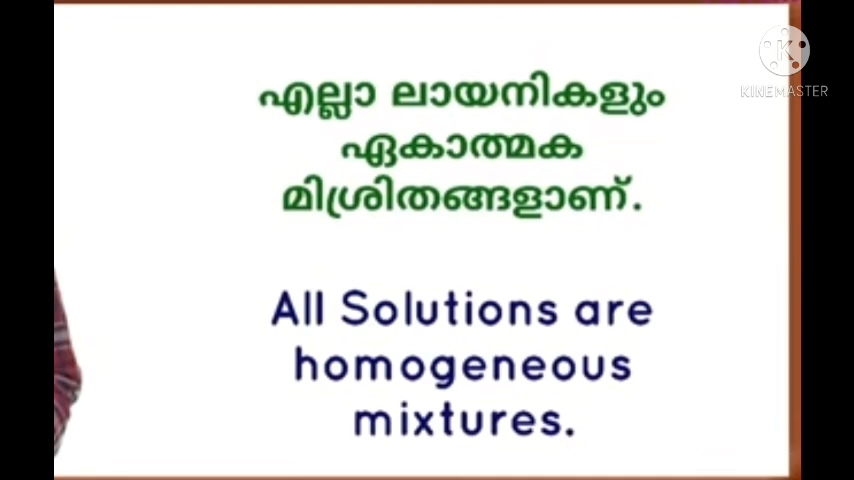 K
KINEMASTER
എല്ലാ ലായനികളും
ഏകാത്മക
മിശ്രിതങ്ങളാണ്.
All Solutions are
homogeneous
mixtures.